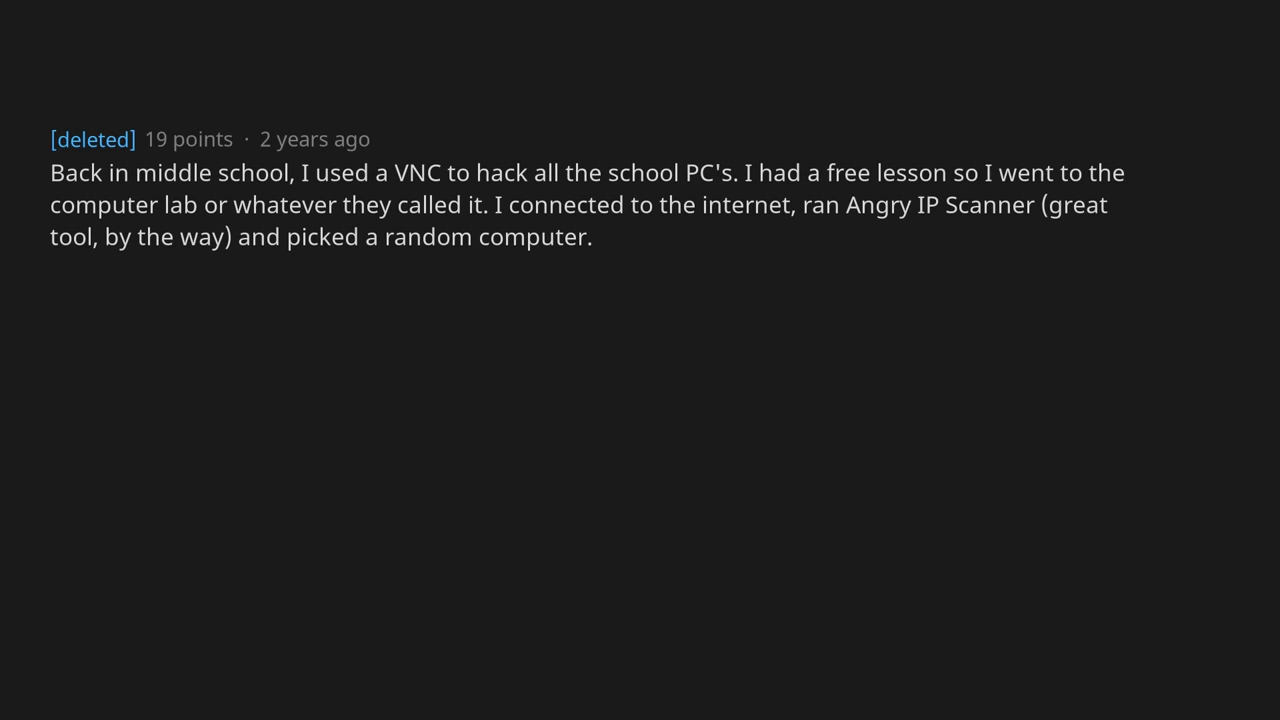 [deleted] 19 points · 2 years ago
Back in middle school, I used a VNC to hack all the school PC's. I had a free lesson so I went to the
computer lab or whatever they called it. I connected to the internet, ran Angry IP Scanner (great
tool, by the way) and picked a random computer.